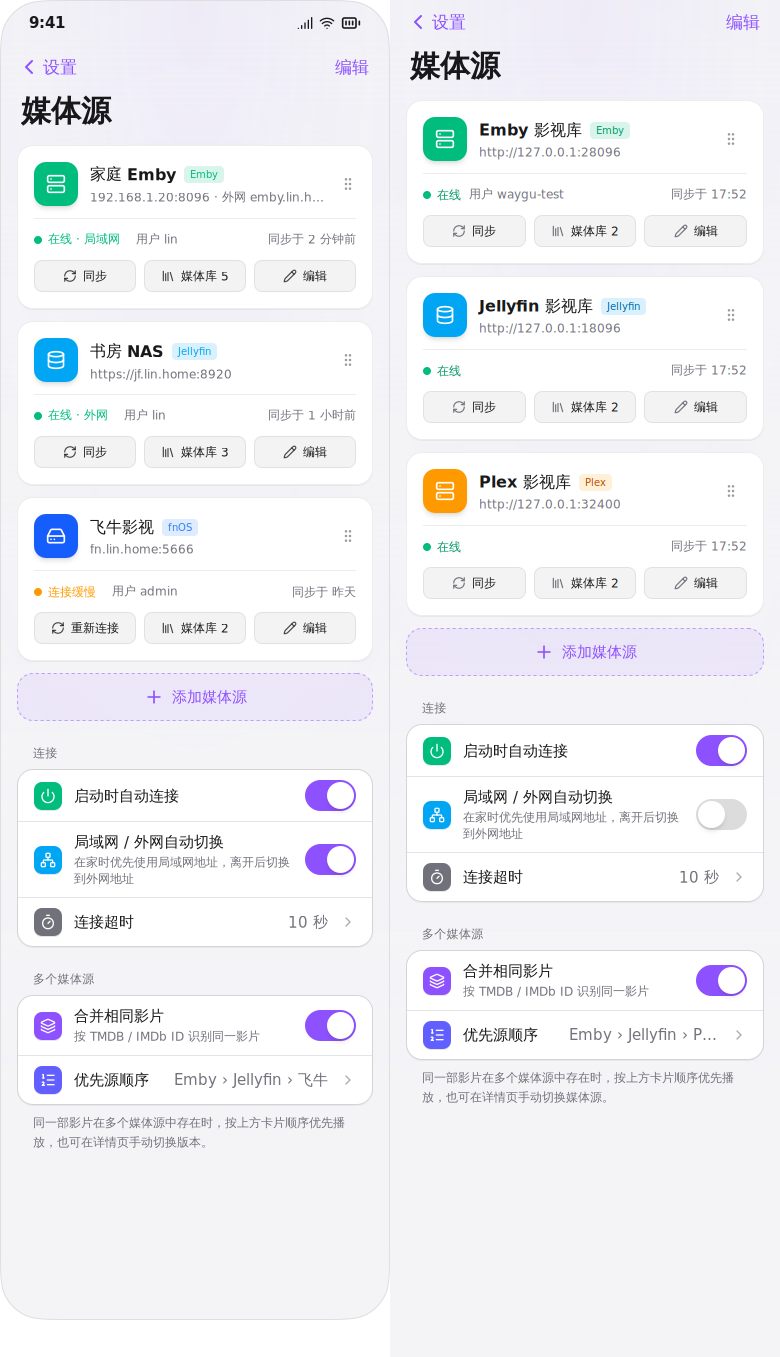 9:41
设置
编辑
媒体源
家庭 Emby Emby
192.168.1.20:8096 · 外网 emby.lin.h…
在线 · 局域网 用户 lin 同步于 2 分钟前
同步 媒体库 5 编辑
书房 NAS Jellyfin
https://jf.lin.home:8920
在线 · 外网 用户 lin 同步于 1 小时前
同步 媒体库 3 编辑
飞牛影视 fnOS
fn.lin.home:5666
连接缓慢 用户 admin 同步于 昨天
重新连接 媒体库 2 编辑
添加媒体源
连接
启动时自动连接
局域网 / 外网自动切换
在家时优先使用局域网地址，离开后切换
到外网地址
连接超时 10 秒
多个媒体源
合并相同影片
按 TMDB / IMDb ID 识别同一影片
优先源顺序 Emby › Jellyfin › 飞牛
同一部影片在多个媒体源中存在时，按上方卡片顺序优先播
放，也可在详情页手动切换版本。
设置
编辑
媒体源
Emby 影视库 Emby
http://127.0.0.1:28096
在线 用户 waygu-test 同步于 17:52
同步 媒体库 2 编辑
Jellyfin 影视库 Jellyfin
http://127.0.0.1:18096
在线 同步于 17:52
同步 媒体库 2 编辑
Plex 影视库 Plex
http://127.0.0.1:32400
在线 同步于 17:52
同步 媒体库 2 编辑
添加媒体源
连接
启动时自动连接
局域网 / 外网自动切换
在家时优先使用局域网地址，离开后切换
到外网地址
连接超时 10 秒
多个媒体源
合并相同影片
按 TMDB / IMDb ID 识别同一影片
优先源顺序 Emby › Jellyfin › P…
同一部影片在多个媒体源中存在时，按上方卡片顺序优先播
放，也可在详情页手动切换媒体源。